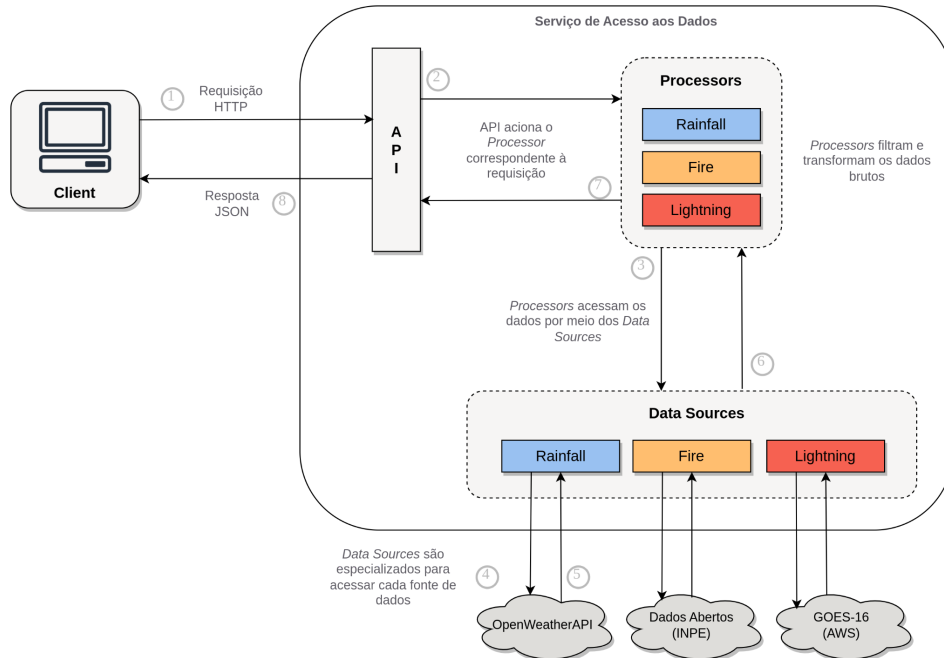 Serviço de Acesso aos Dados
1
Requisição
HTTP
2
Processors
Rainfall
Fire
Lightning
A
P
I
API aciona o
Processor
correspondente à
requisição
Processors filtram e
transformam os dados
brutos
Client
Resposta
JSON
8
7
3
Processors acessam os
dados por meio dos Data
Sources
6
Data Sources
Rainfall
Fire
Lightning
Data Sources são
especializados para
acessar cada fonte de
dados
4
5
OpenWeatherAPI
Dados Abertos
(INPE)
GOES-16
(AWS)